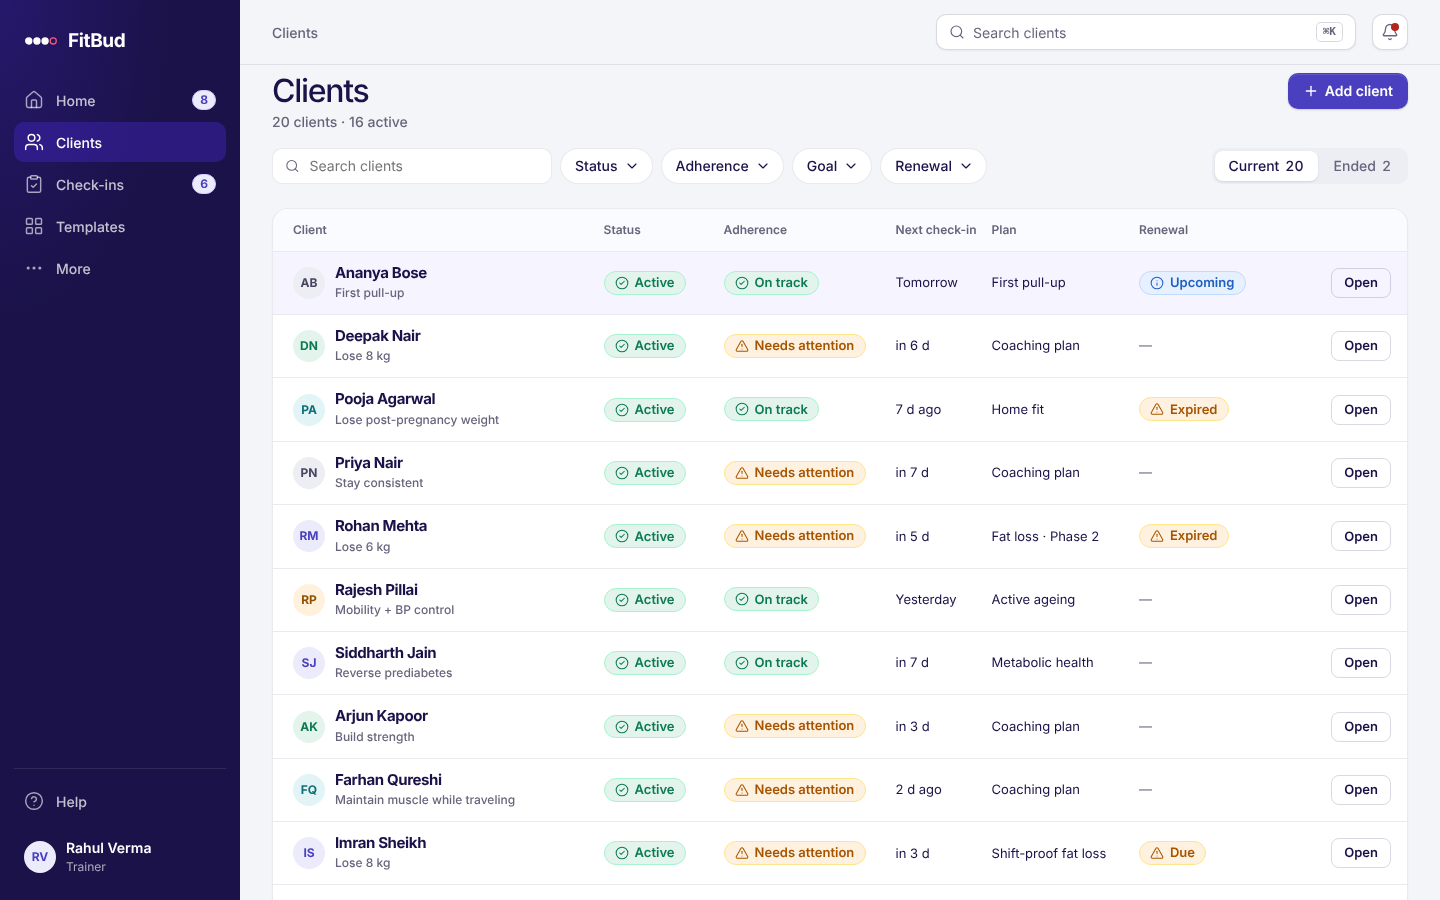 FitBud
Home 8
Clients
Check-ins 6
Templates
More
Help
RV Rahul Verma
Trainer
Clients
Search clients ⌘K
Clients
20 clients · 16 active
Add client
Search clients
Status Adherence Goal Renewal
Current 20 Ended 2
Client Status Adherence Next check-in Plan Renewal
AB Ananya Bose
First pull-up
Active On track Tomorrow First pull-up Upcoming Open
DN Deepak Nair
Lose 8 kg
Active Needs attention in 6 d Coaching plan — Open
PA Pooja Agarwal
Lose post-pregnancy weight
Active On track 7 d ago Home fit Expired Open
PN Priya Nair
Stay consistent
Active Needs attention in 7 d Coaching plan — Open
RM Rohan Mehta
Lose 6 kg
Active Needs attention in 5 d Fat loss · Phase 2 Expired Open
RP Rajesh Pillai
Mobility + BP control
Active On track Yesterday Active ageing — Open
SJ Siddharth Jain
Reverse prediabetes
Active On track in 7 d Metabolic health — Open
AK Arjun Kapoor
Build strength
Active Needs attention in 3 d Coaching plan — Open
FQ Farhan Qureshi
Maintain muscle while traveling
Active Needs attention 2 d ago Coaching plan — Open
IS Imran Sheikh
Lose 8 kg
Active Needs attention in 3 d Shift-proof fat loss Due Open